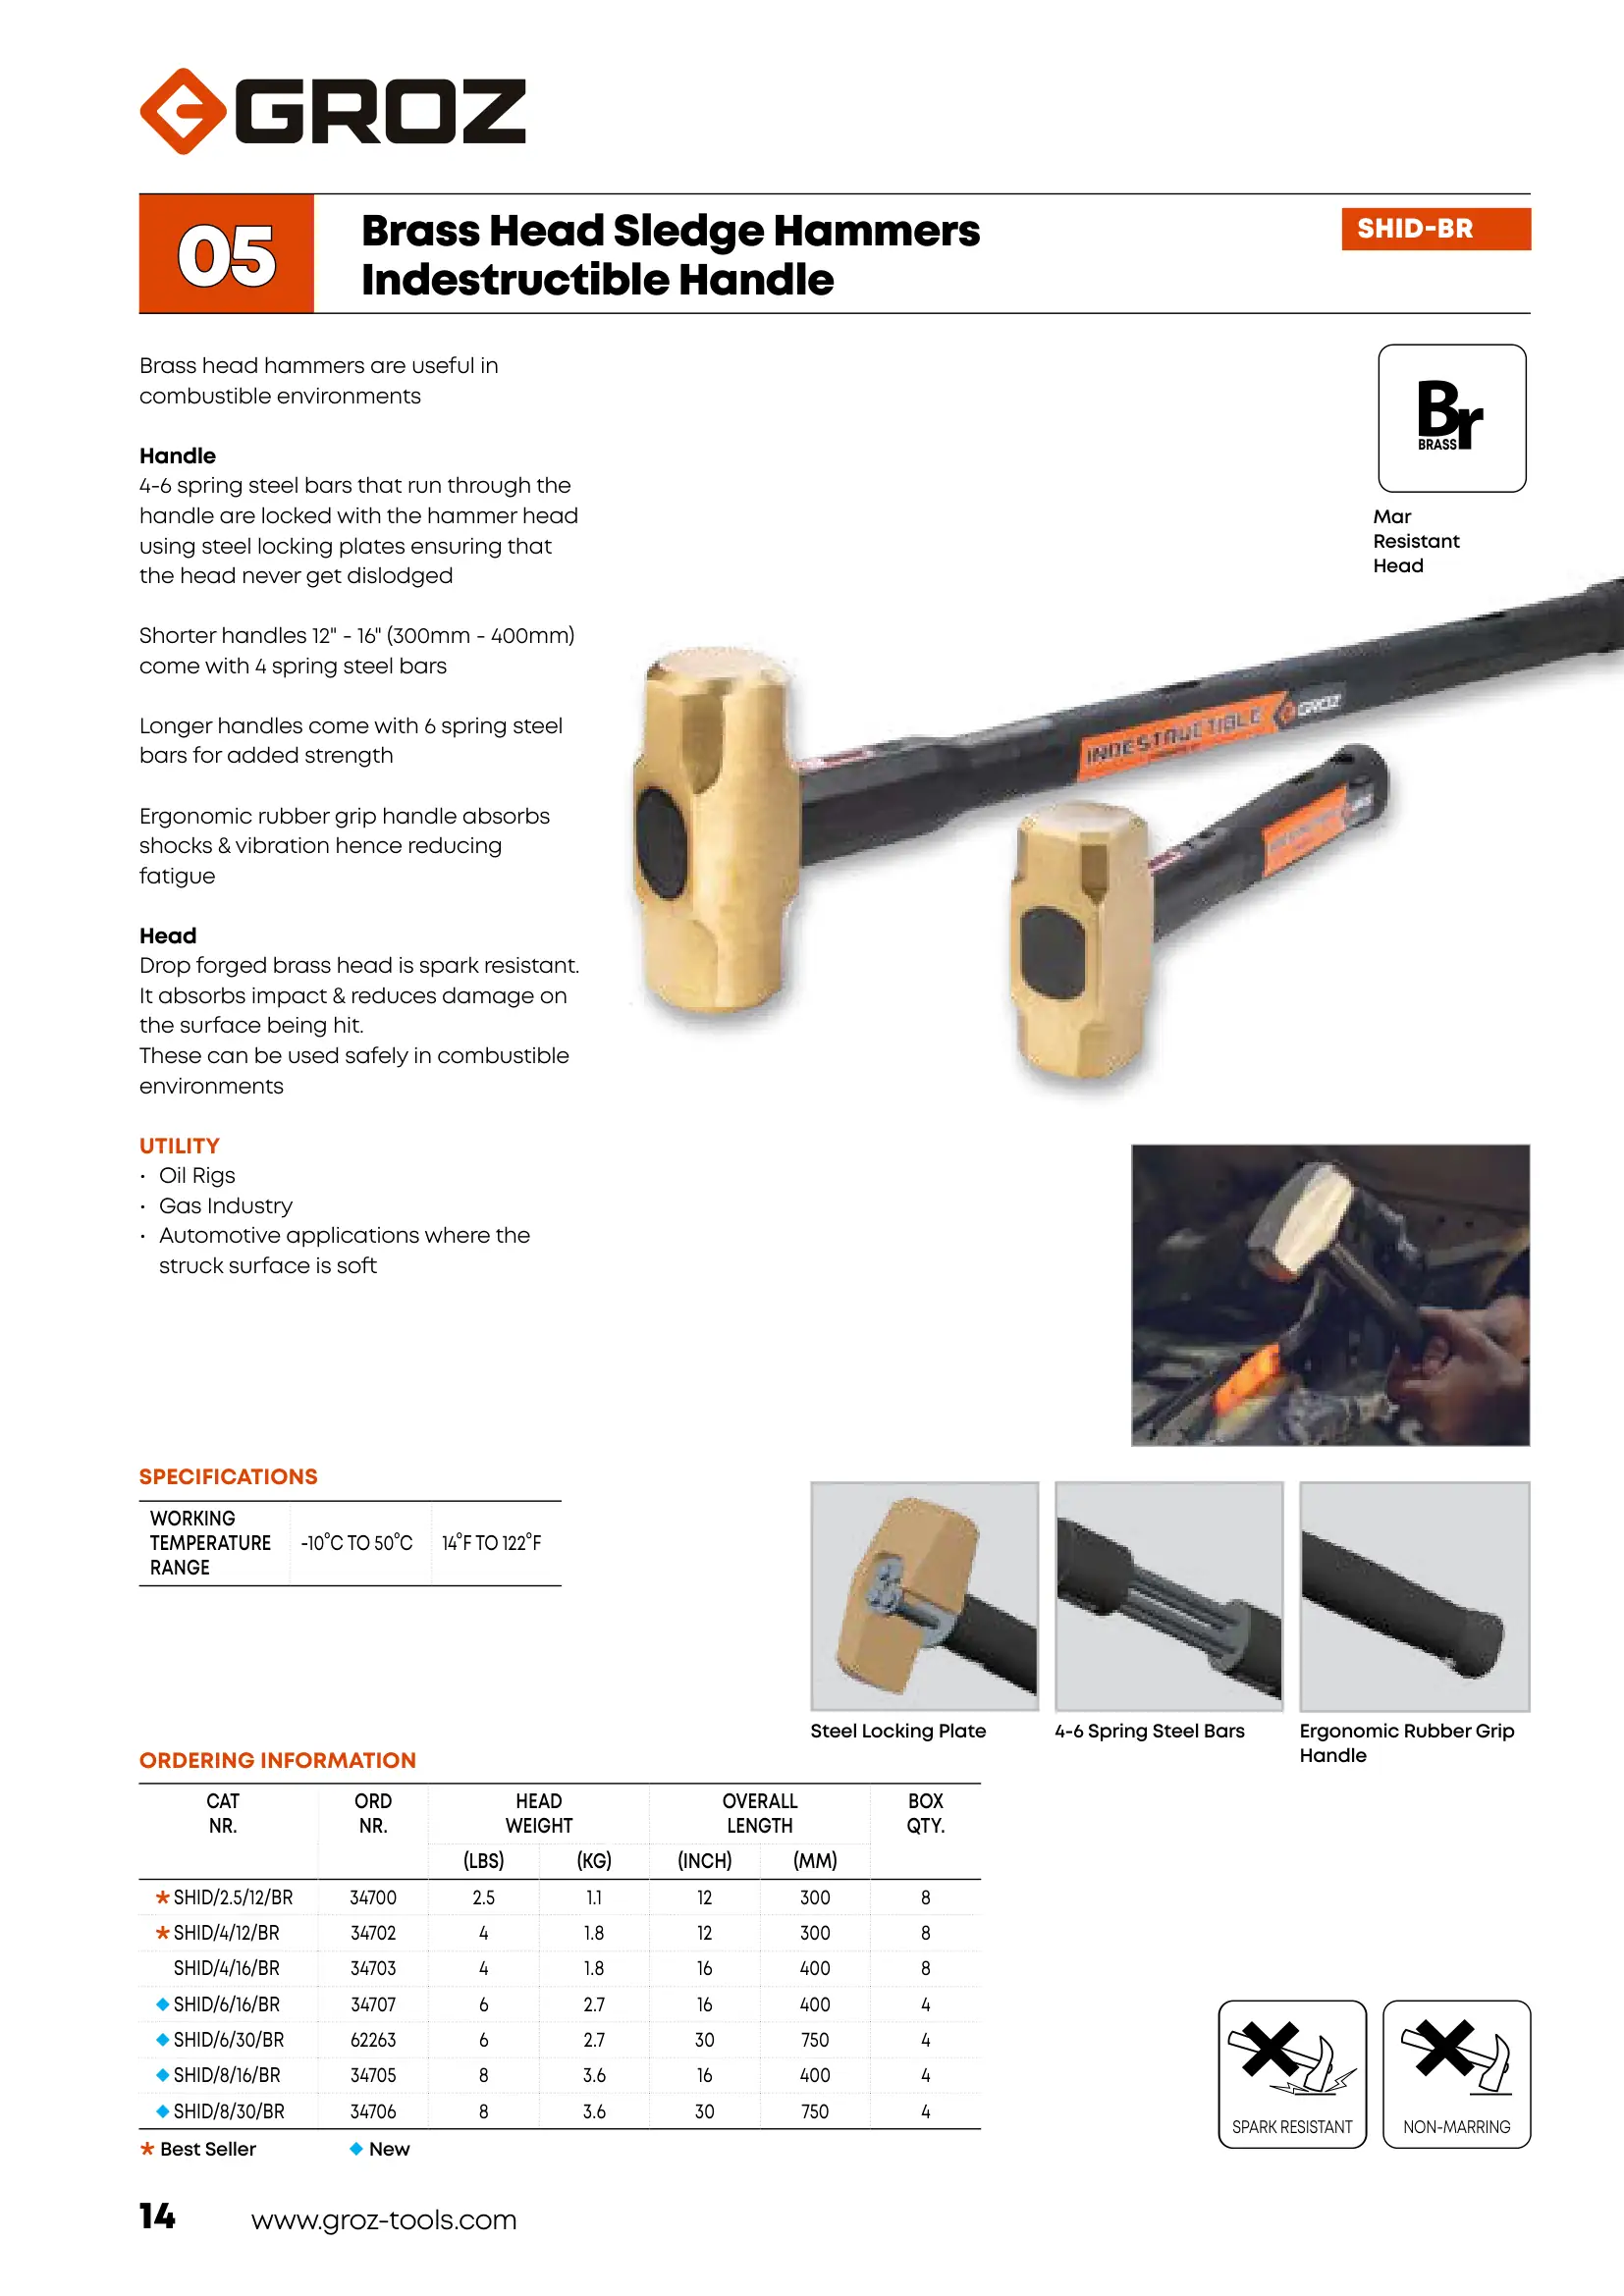 GROZ
05
Brass Head Sledge Hammers
Indestructible Handle
SHID-BR
Brass head hammers are useful in
combustible environments
Handle
4-6 spring steel bars that run through the
handle are locked with the hammer head
using steel locking plates ensuring that
the head never get dislodged
Shorter handles 12" - 16" (300mm - 400mm)
come with 4 spring steel bars
Longer handles come with 6 spring steel
bars for added strength
Ergonomic rubber grip handle absorbs
shocks & vibration hence reducing
fatigue
Head
Drop forged brass head is spark resistant.
It absorbs impact & reduces damage on
the surface being hit.
These can be used safely in combustible
environments
UTILITY
· Oil Rigs
· Gas Industry
· Automotive applications where the
struck surface is soft
Br
BRASS
Mar
Resistant
Head
INDESTRUCTIBLE GROZ
SPECIFICATIONS
WORKING
TEMPERATURE
RANGE
-10°C TO 50°C 14°F TO 122°F
Steel Locking Plate
4-6 Spring Steel Bars
Ergonomic Rubber Grip
Handle
ORDERING INFORMATION
CAT NR. ORD NR. HEAD WEIGHT OVERALL LENGTH BOX QTY.
(LBS) (KG) (INCH) (MM)
* SHID/2.5/12/BR 34700 2.5 1.1 12 300 8
* SHID/4/12/BR 34702 4 1.8 12 300 8
SHID/4/16/BR 34703 4 1.8 16 400 8
◆ SHID/6/16/BR 34707 6 2.7 16 400 4
◆ SHID/6/30/BR 62263 6 2.7 30 750 4
◆ SHID/8/16/BR 34705 8 3.6 16 400 4
◆ SHID/8/30/BR 34706 8 3.6 30 750 4
* Best Seller ◆ New
SPARK RESISTANT
NON-MARRING
14 www.groz-tools.com